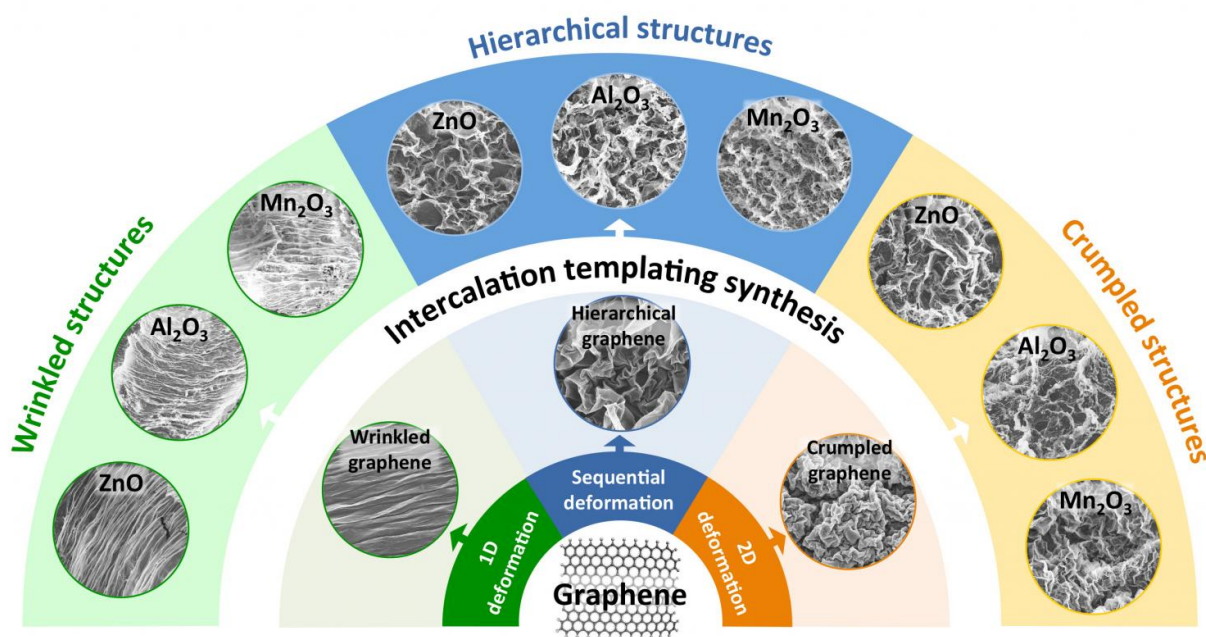 Hierarchical structures
ZnO
Al₂O₃
Mn₂O₃
Wrinkled structures
Mn₂O₃
Al₂O₃
ZnO
Crumpled structures
ZnO
Al₂O₃
Mn₂O₃
Intercalation templating synthesis
Hierarchical
graphene
Wrinkled
graphene
Crumpled
graphene
Sequential
deformation
1D
deformation
2D
deformation
Graphene